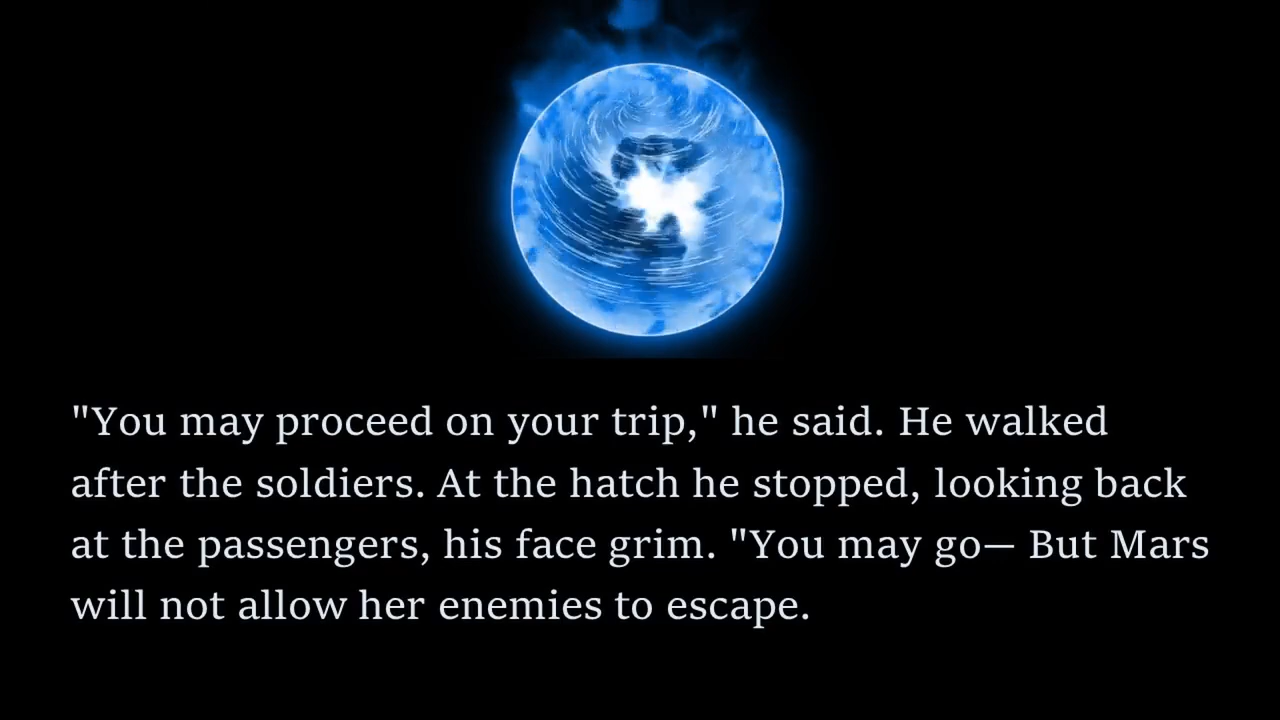 "You may proceed on your trip," he said. He walked
after the soldiers. At the hatch he stopped, looking back
at the passengers, his face grim. "You may go— But Mars
will not allow her enemies to escape.